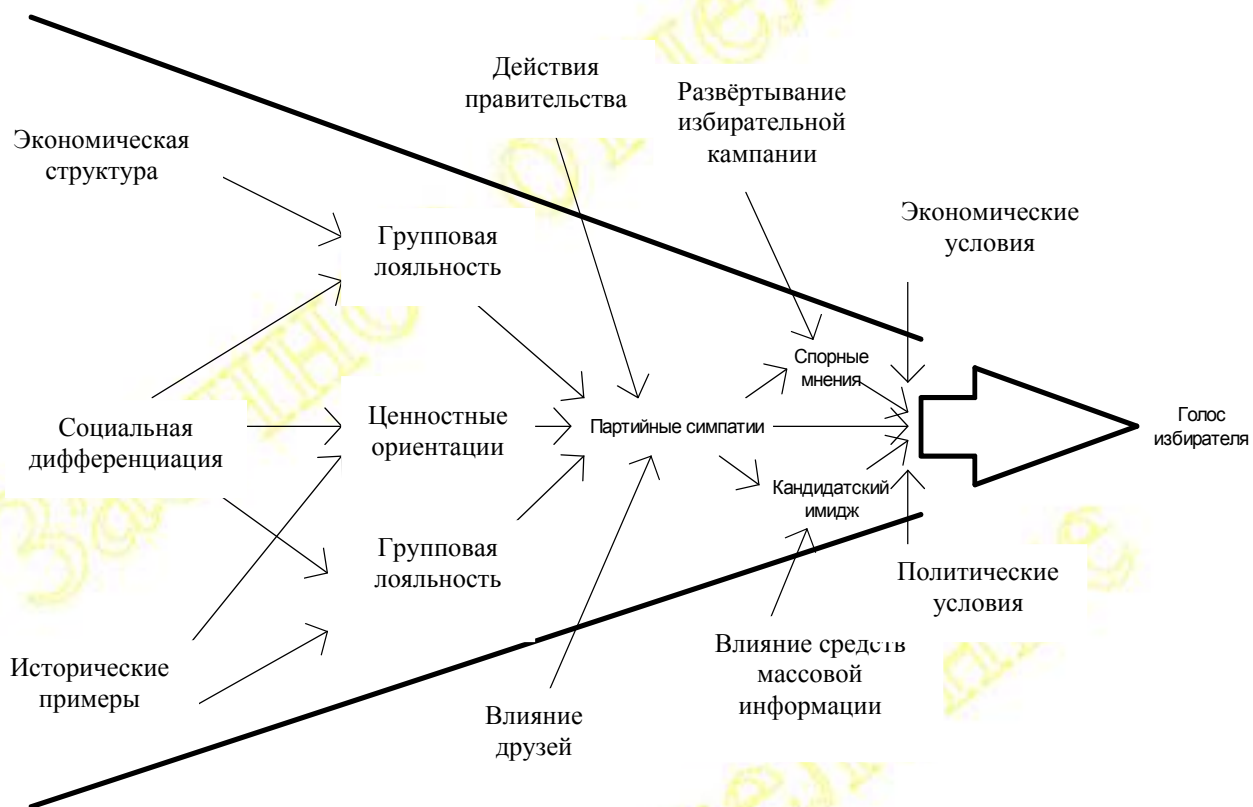 Действия
правительства
Развёртывание
избирательной
кампании
Экономическая
структура
Экономические
условия
Групповая
лояльность
Спорные
мнения
Социальная
дифференциация
Ценностные
ориентации
Партийные симпатии
Голос
избирателя
Кандидатский
имидж
Групповая
лояльность
Политические
условия
Исторические
примеры
Влияние средств
массовой
информации
Влияние
друзей